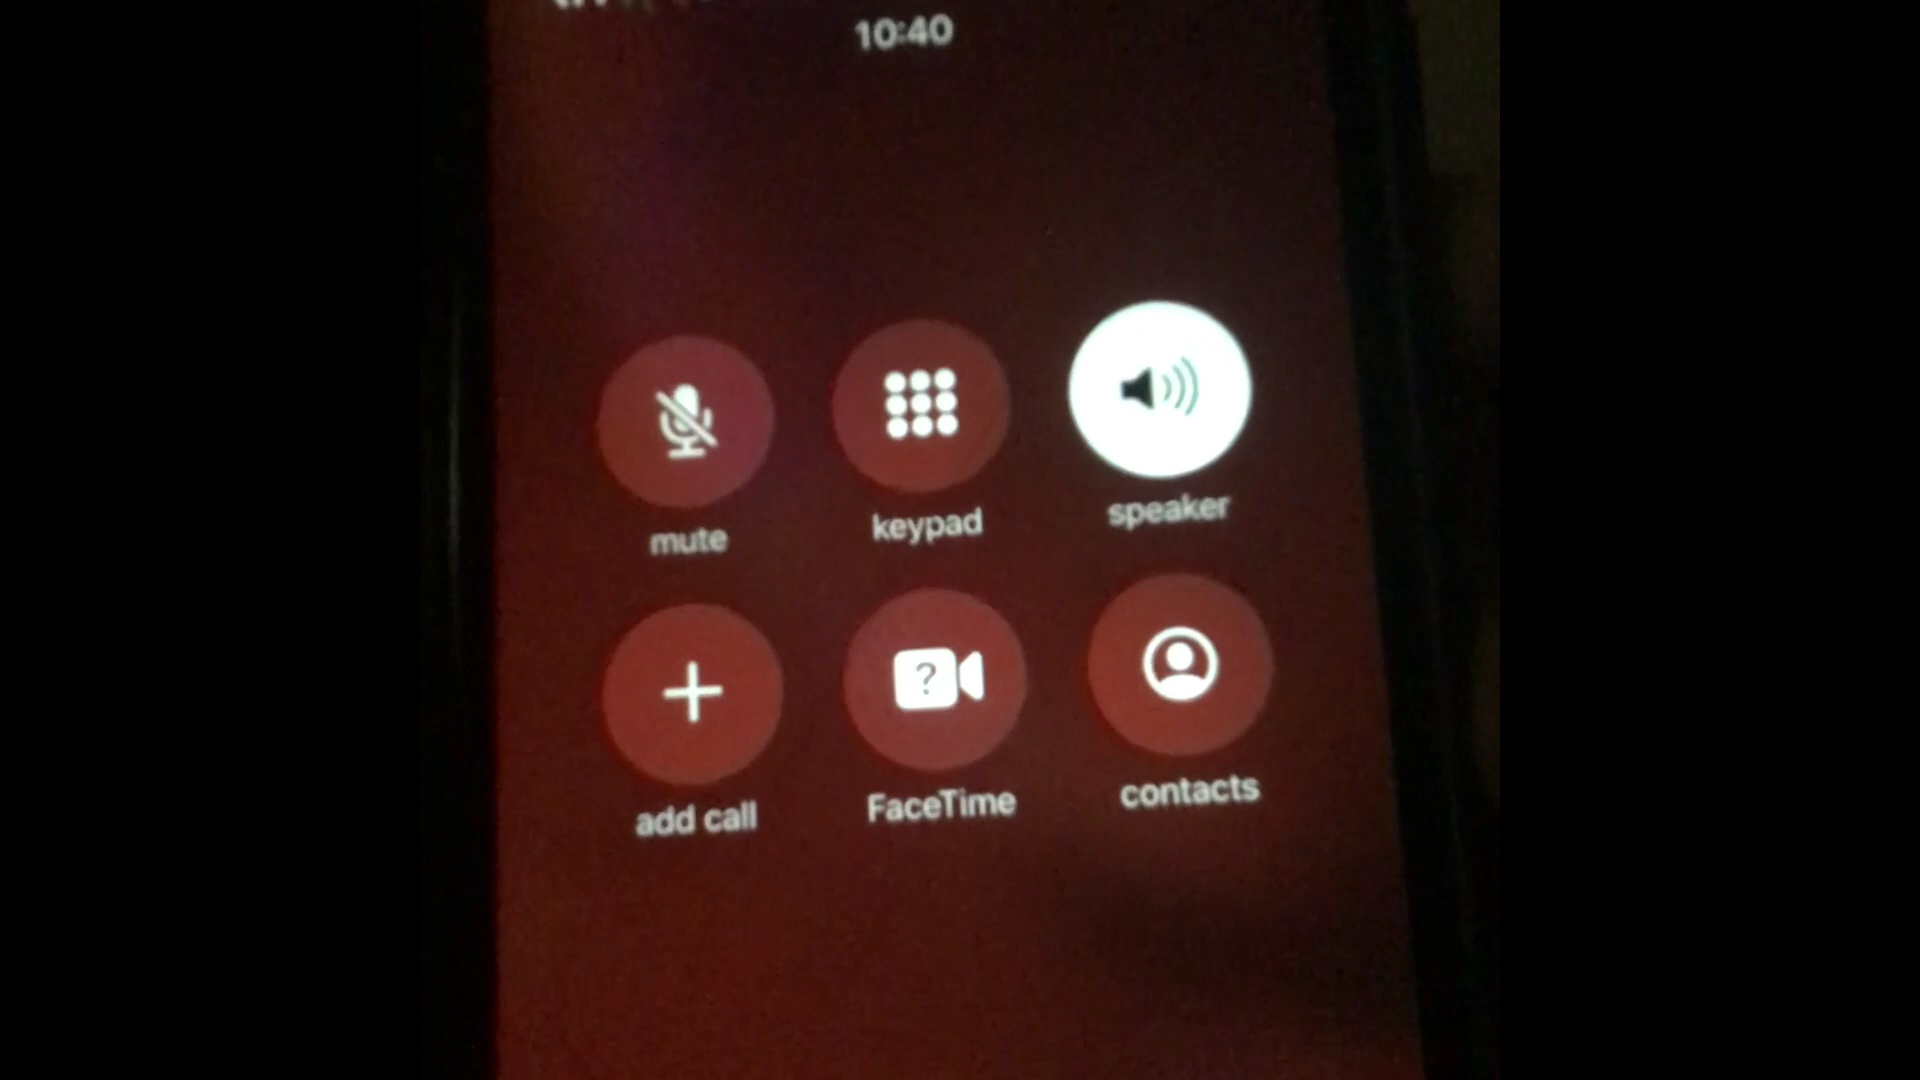 10:40
mute
keypad
speaker
?
add call
FaceTime
contacts